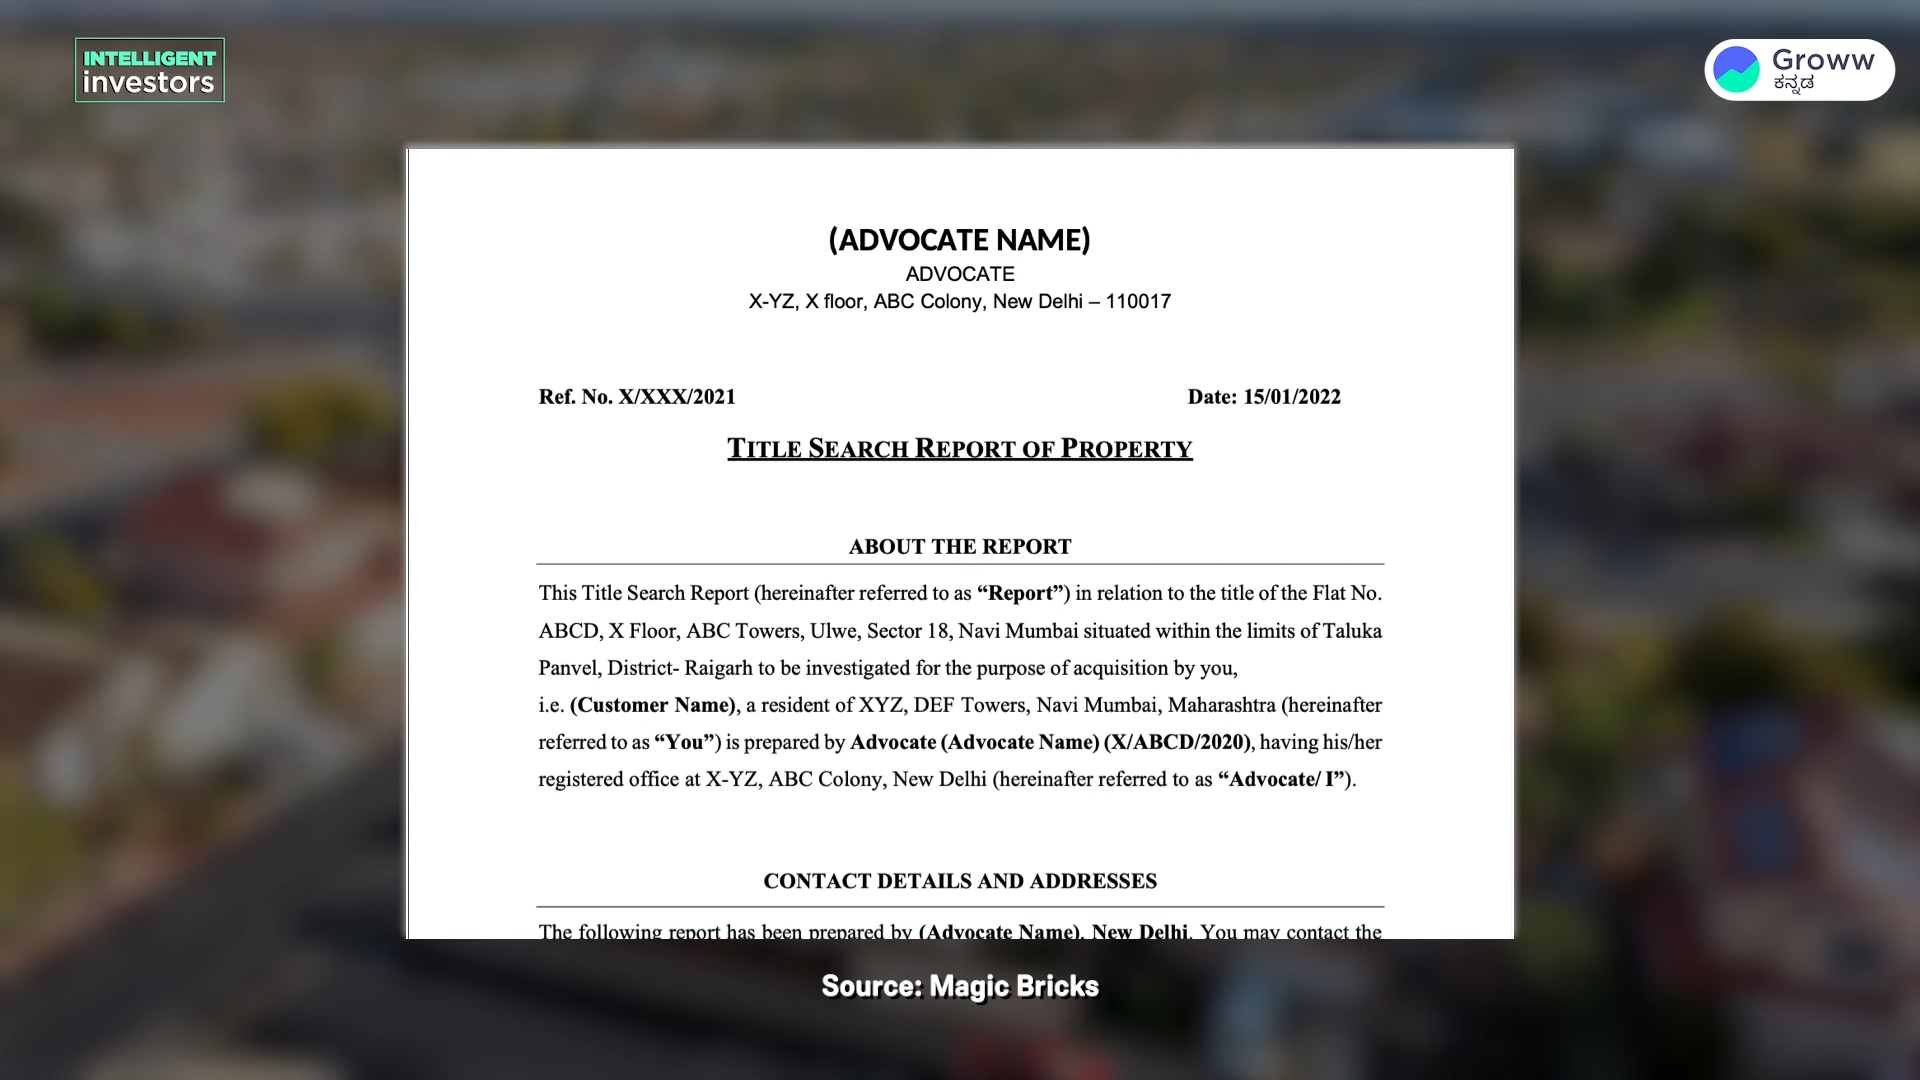 INTELLIGENT
investors
Groww
ಕನ್ನಡ
(ADVOCATE NAME)
ADVOCATE
X-YZ, X floor, ABC Colony, New Delhi – 110017
Ref. No. X/XXX/2021
Date: 15/01/2022
TITLE SEARCH REPORT OF PROPERTY
ABOUT THE REPORT
This Title Search Report (hereinafter referred to as “Report”) in relation to the title of the Flat No.
ABCD, X Floor, ABC Towers, Ulwe, Sector 18, Navi Mumbai situated within the limits of Taluka
Panvel, District- Raigarh to be investigated for the purpose of acquisition by you,
i.e. (Customer Name), a resident of XYZ, DEF Towers, Navi Mumbai, Maharashtra (hereinafter
referred to as “You”) is prepared by Advocate (Advocate Name) (X/ABCD/2020), having his/her
registered office at X-YZ, ABC Colony, New Delhi (hereinafter referred to as “Advocate/ I”).
CONTACT DETAILS AND ADDRESSES
The following report has been prepared by (Advocate Name), New Delhi. You may contact the
Source: Magic Bricks